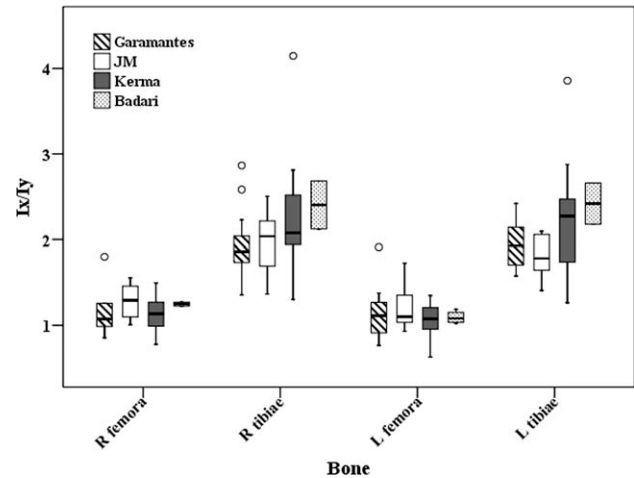 Garamantes
JM
Kerma
Badari
4
3
2
1
Ix/Iy
R femora
R tibiae
L femora
L tibiae
Bone